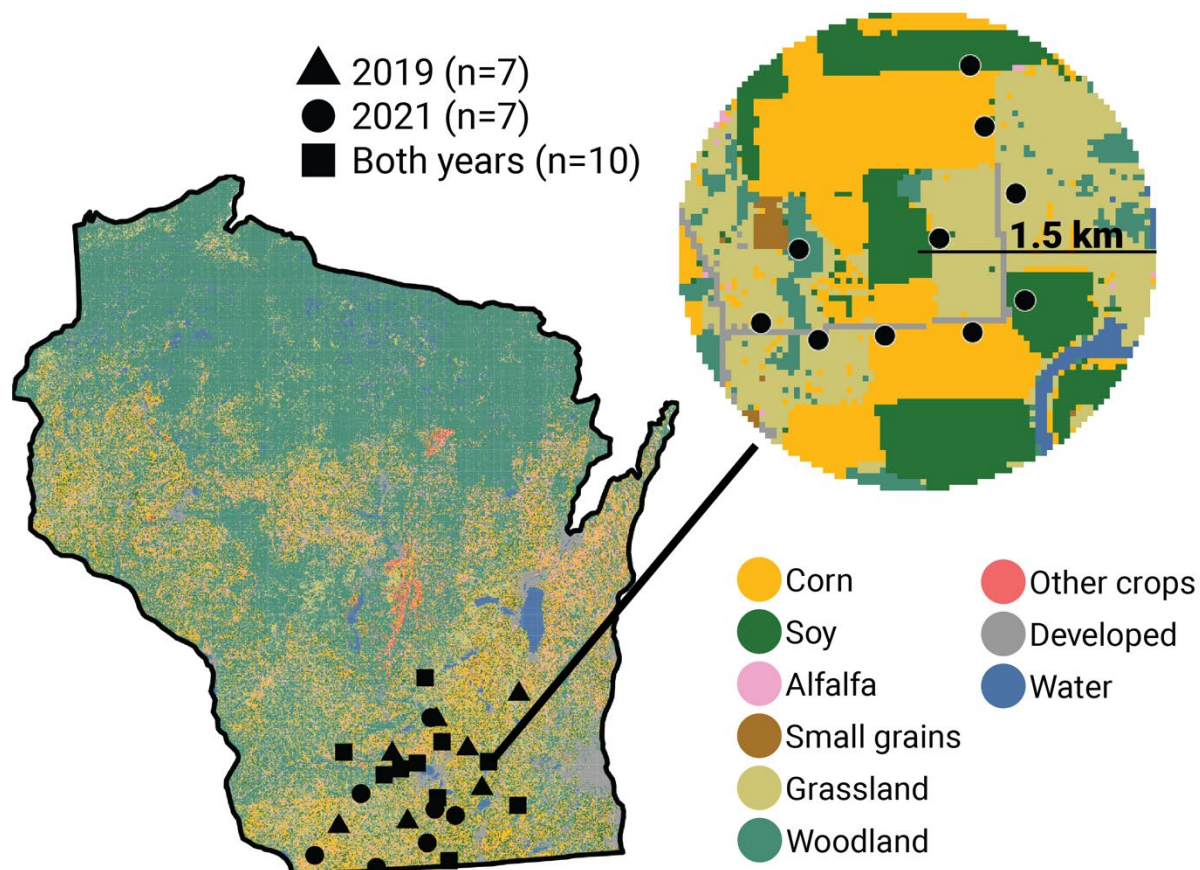 2019 (n=7)
2021 (n=7)
Both years (n=10)
1.5 km
Corn
Soy
Alfalfa
Small grains
Grassland
Woodland
Other crops
Developed
Water